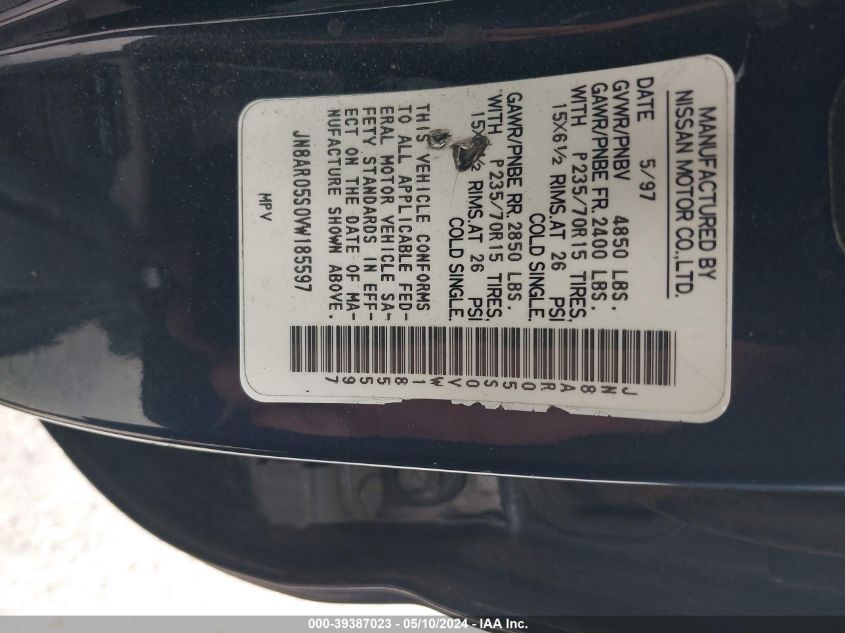 MANUFACTURED BY
NISSAN MOTOR CO.,LTD.
DATE 5/97
GVWR/PNBV 4850 LBS.
GAWR/PNBE FR. 2400 LBS.
WITH P235/70R15 TIRES,
15X6½ RIMS.AT 26 PSI
COLD SINGLE.
GAWR/PNBE RR. 2850 LBS.
WITH P235/70R15 TIRES,
½ RIMS.AT 26 PSI
COLD SINGLE.
THIS VEHICLE CONFORMS
TO ALL APPLICABLE FED-
ERAL MOTOR VEHICLE SA-
FETY STANDARDS IN EFF-
ECT ON THE DATE OF MA-
NUFACTURE SHOWN ABOVE.
JN8AR05S0VW185597
MPV
JN8AR05S0VW185597
000-39387023 - 05/10/2024 - IAA Inc.